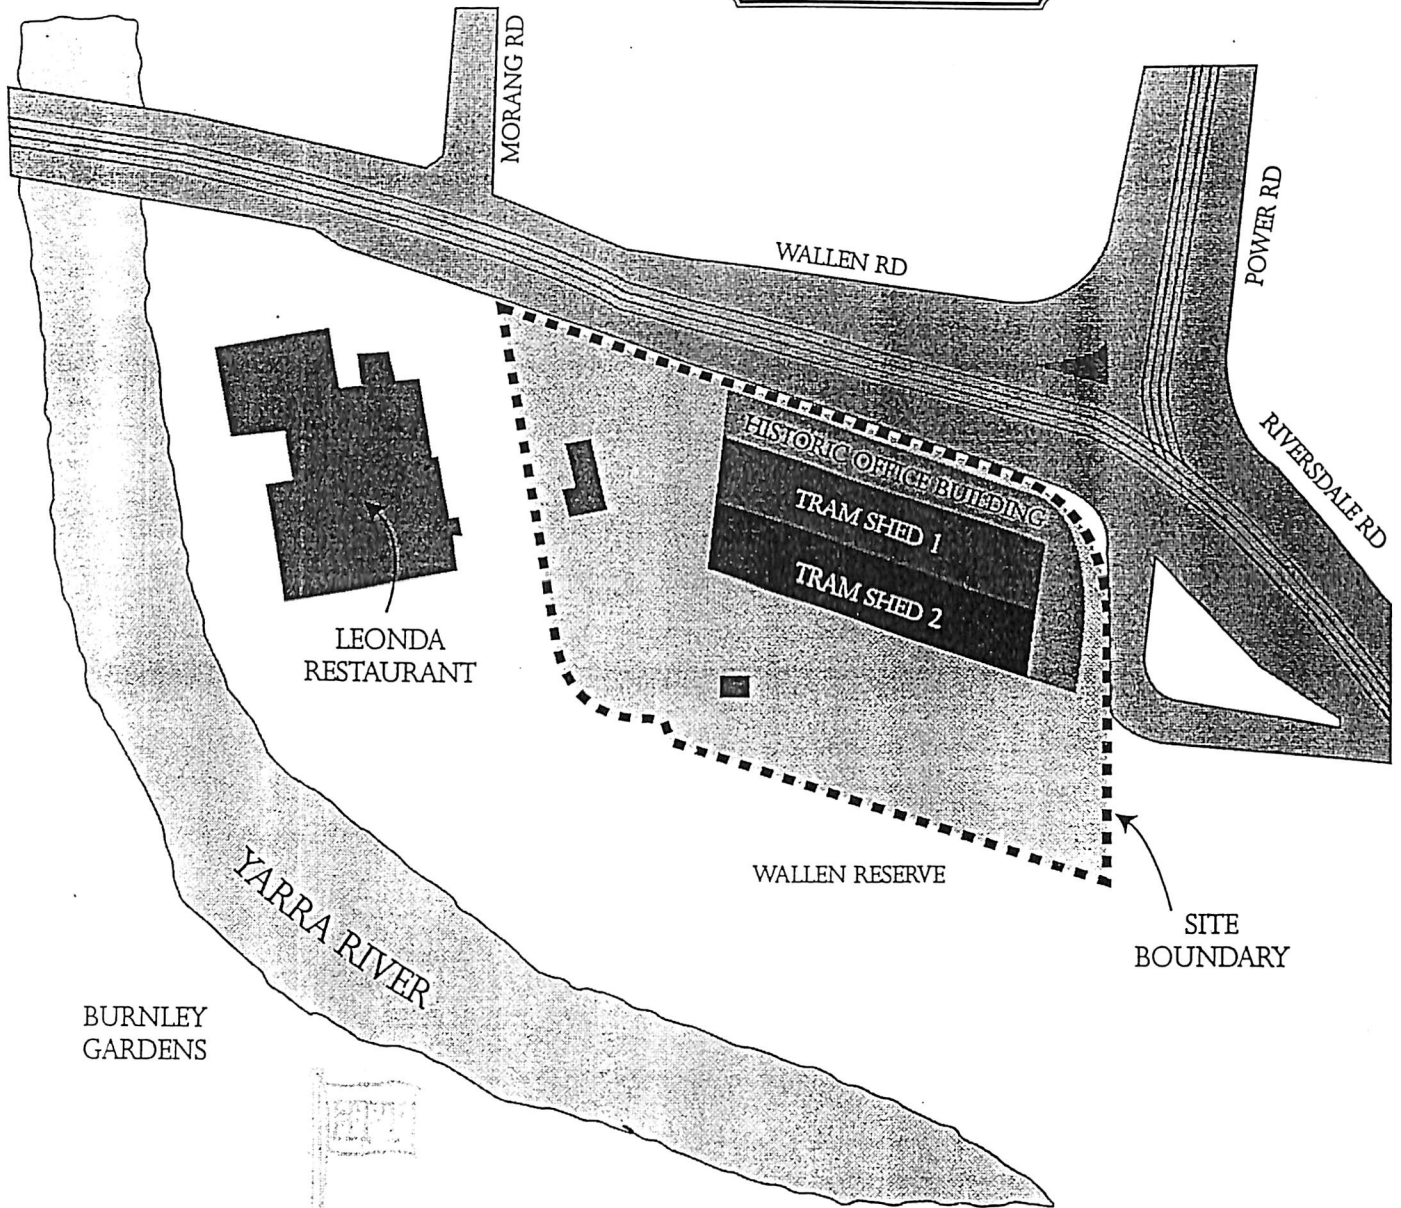 MORANG RD
WALLEN RD
POWER RD
RIVERSDALE RD
HISTORIC OFFICE BUILDING
TRAM SHED 1
TRAM SHED 2
LEONDA
RESTAURANT
WALLEN RESERVE
SITE
BOUNDARY
YARRA RIVER
BURNLEY
GARDENS